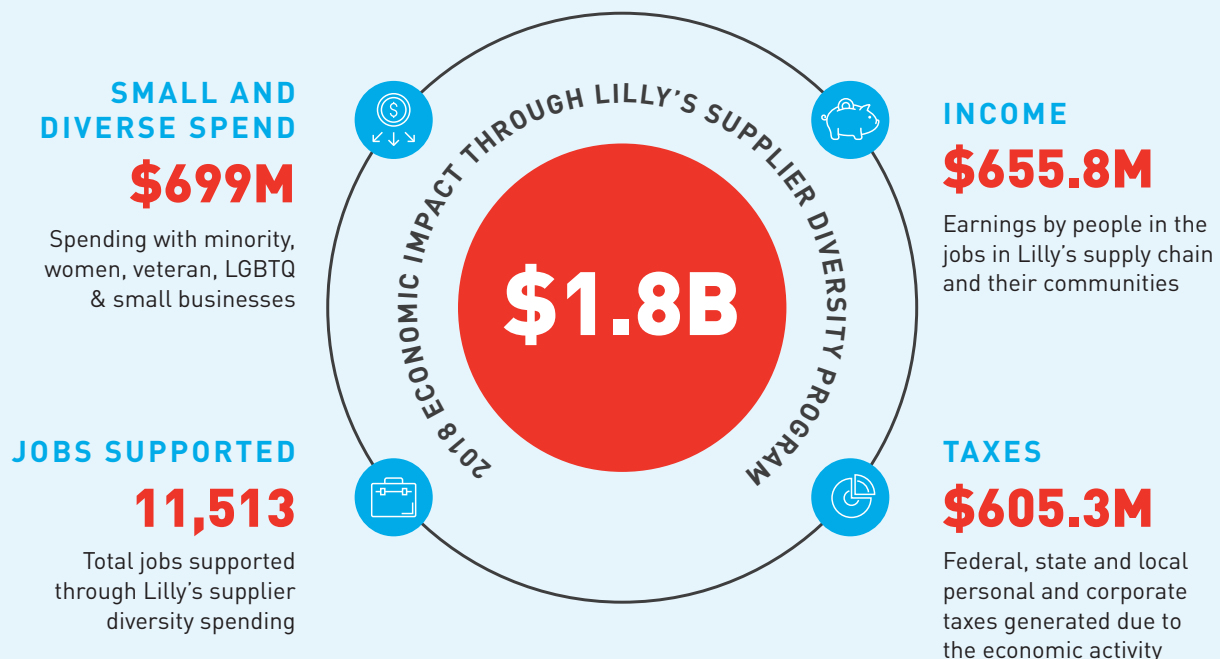 2018 ECONOMIC IMPACT THROUGH LILLY'S SUPPLIER DIVERSITY PROGRAM
$1.8B
SMALL AND
DIVERSE SPEND
$699M
Spending with minority,
women, veteran, LGBTQ
& small businesses
INCOME
$655.8M
Earnings by people in the
jobs in Lilly's supply chain
and their communities
JOBS SUPPORTED
11,513
Total jobs supported
through Lilly's supplier
diversity spending
TAXES
$605.3M
Federal, state and local
personal and corporate
taxes generated due to
the economic activity